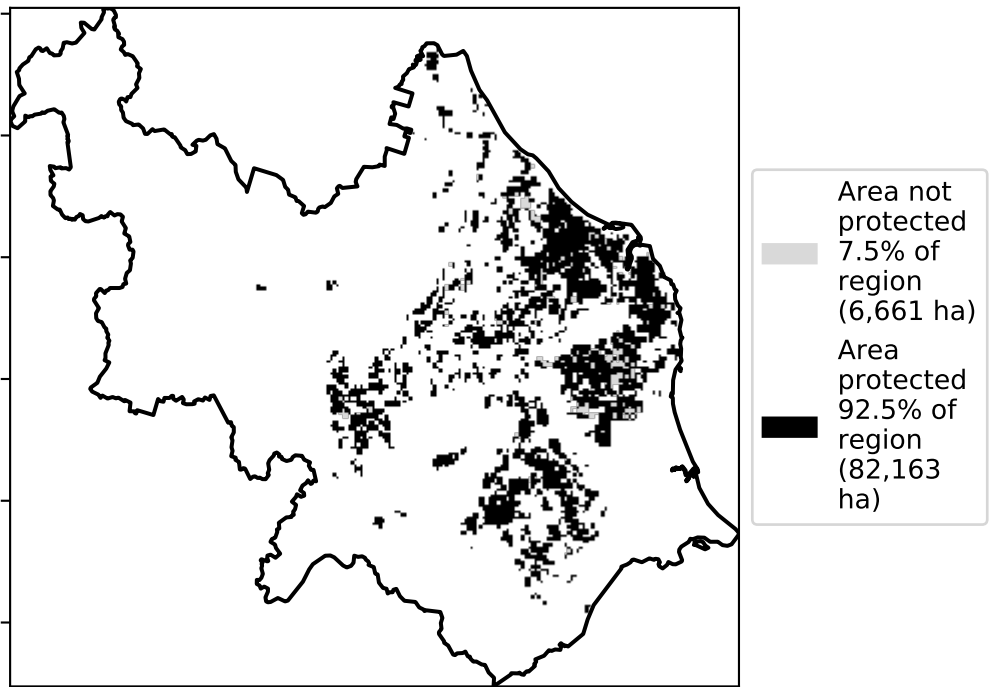 Area not
protected
7.5% of
region
(6,661 ha)
Area
protected
92.5% of
region
(82,163
ha)